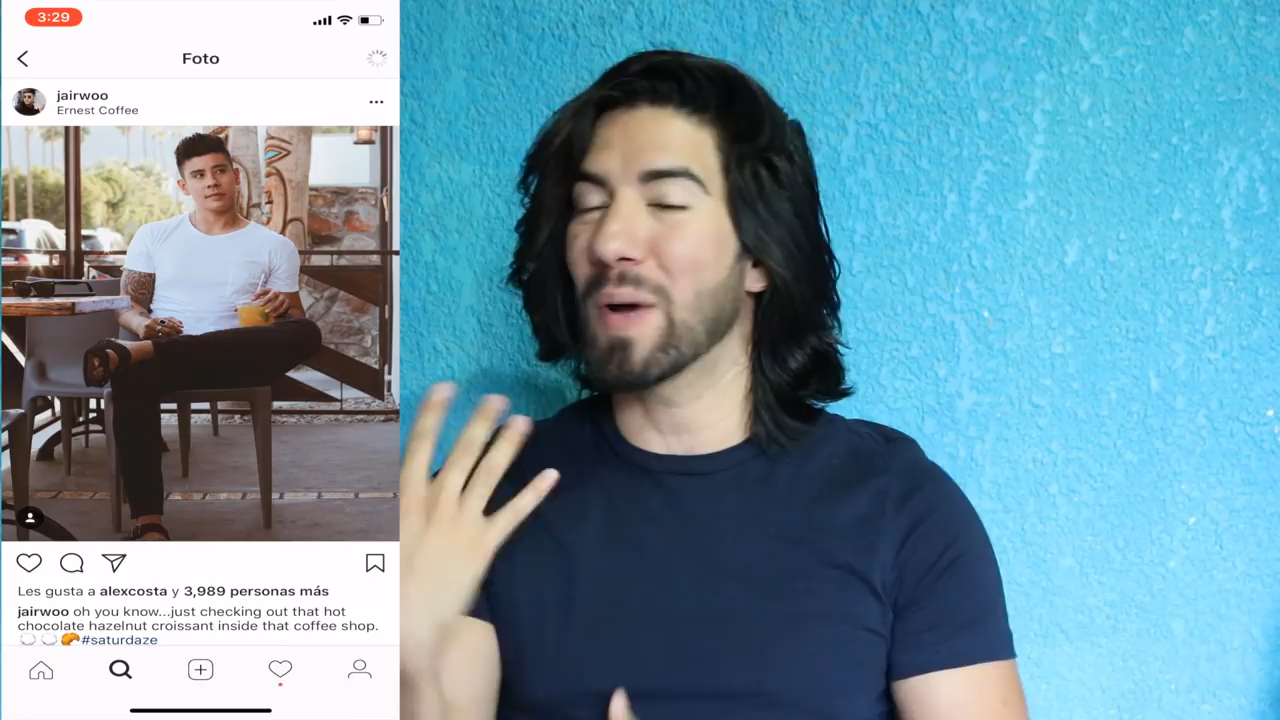 3:29
Foto
jairwoo
Ernest Coffee
Les gusta a alexcosta y 3,989 personas más
jairwoo oh you know...just checking out that hot
chocolate hazelnut croissant inside that coffee shop.
#saturdaze